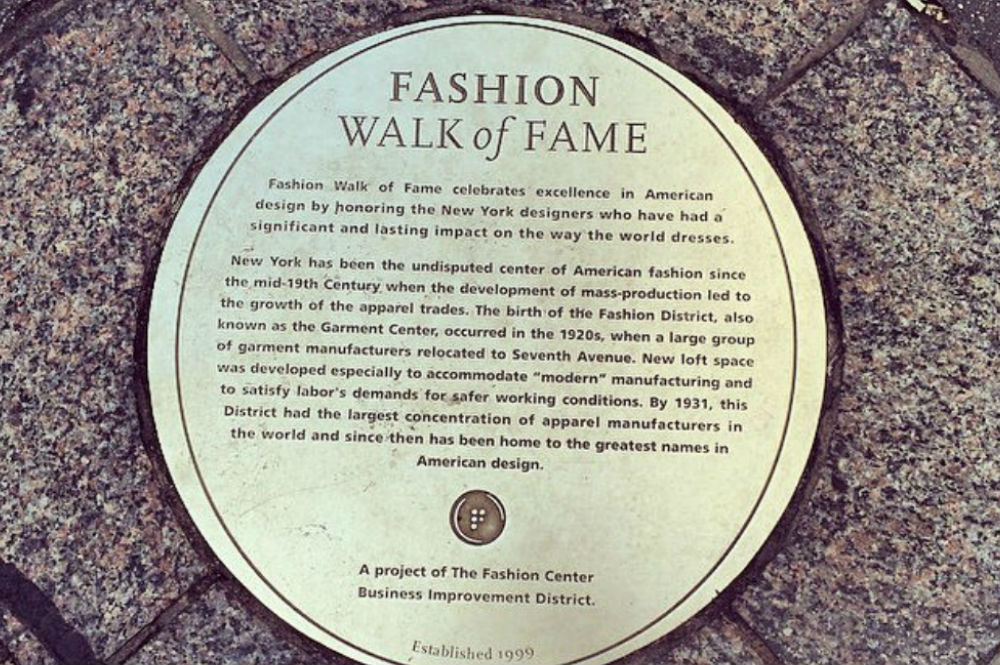 FASHION
WALK of FAME
Fashion Walk of Fame celebrates excellence in American
design by honoring the New York designers who have had a
significant and lasting impact on the way the world dresses.
New York has been the undisputed center of American fashion since
the mid-19th Century when the development of mass-production led to
the growth of the apparel trades. The birth of the Fashion District, also
known as the Garment Center, occurred in the 1920s, when a large group
of garment manufacturers relocated to Seventh Avenue. New loft space
was developed especially to accommodate “modern” manufacturing and
to satisfy labor's demands for safer working conditions. By 1931, this
District had the largest concentration of apparel manufacturers in
the world and since then has been home to the greatest names in
American design.
A project of The Fashion Center
Business Improvement District.
Established 1999